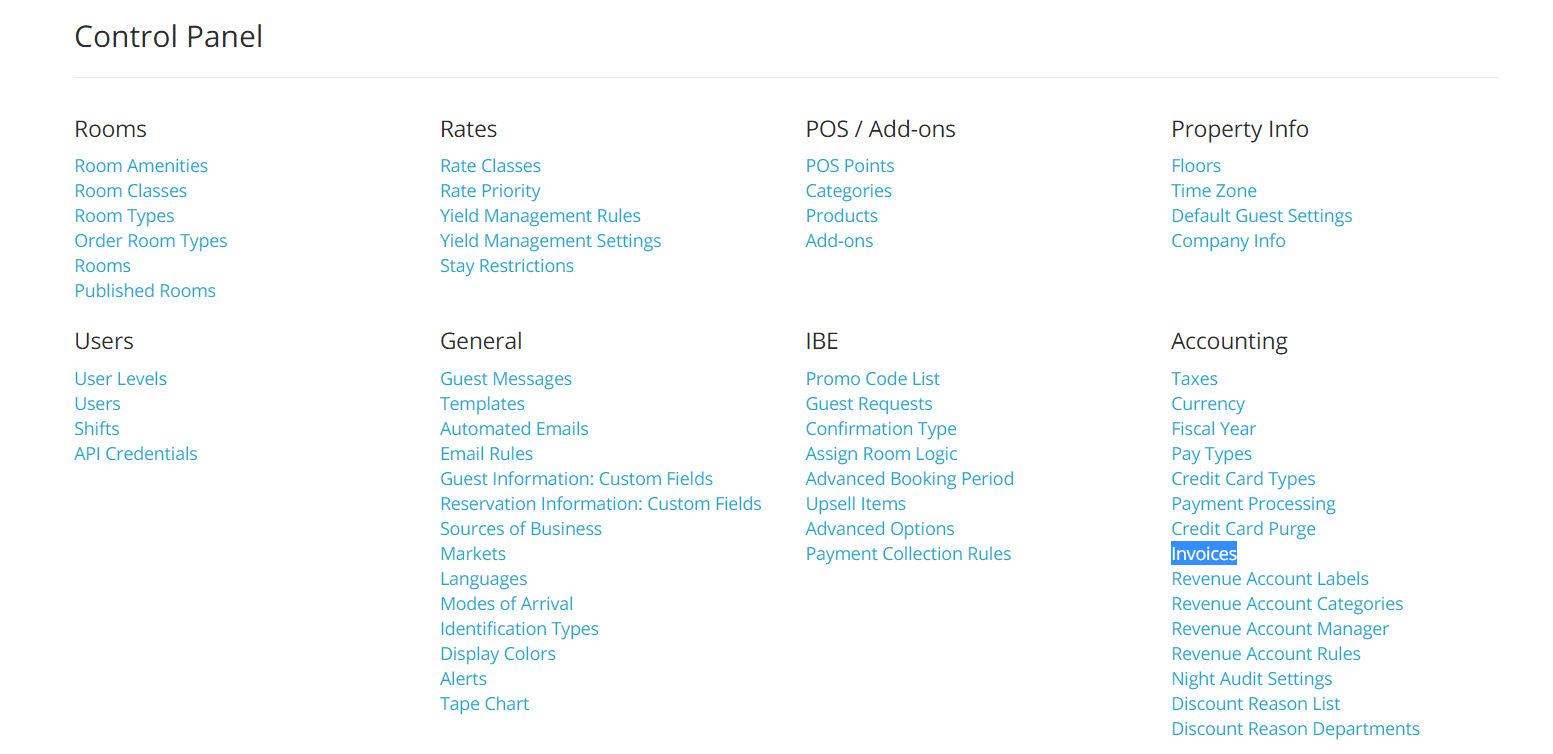 Control Panel
Rooms
Room Amenities
Room Classes
Room Types
Order Room Types
Rooms
Published Rooms
Rates
Rate Classes
Rate Priority
Yield Management Rules
Yield Management Settings
Stay Restrictions
POS / Add-ons
POS Points
Categories
Products
Add-ons
Property Info
Floors
Time Zone
Default Guest Settings
Company Info
Users
User Levels
Users
Shifts
API Credentials
General
Guest Messages
Templates
Automated Emails
Email Rules
Guest Information: Custom Fields
Reservation Information: Custom Fields
Sources of Business
Markets
Languages
Modes of Arrival
Identification Types
Display Colors
Alerts
Tape Chart
IBE
Promo Code List
Guest Requests
Confirmation Type
Assign Room Logic
Advanced Booking Period
Upsell Items
Advanced Options
Payment Collection Rules
Accounting
Taxes
Currency
Fiscal Year
Pay Types
Credit Card Types
Payment Processing
Credit Card Purge
Invoices
Revenue Account Labels
Revenue Account Categories
Revenue Account Manager
Revenue Account Rules
Night Audit Settings
Discount Reason List
Discount Reason Departments